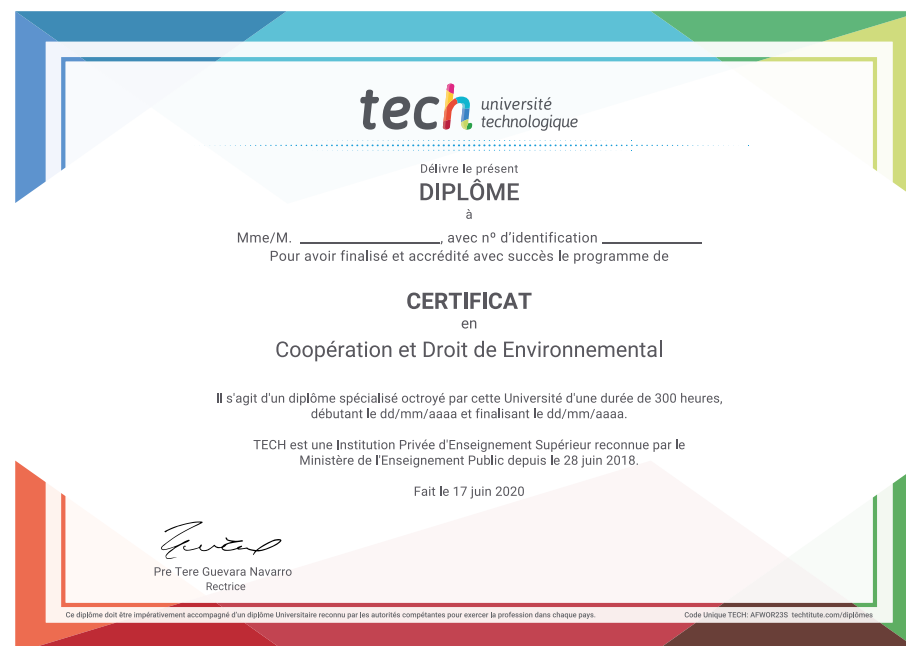 tech université
technologique
Délivre le présent
DIPLÔME
à
Mme/M. ____________________, avec nº d'identification ______________
Pour avoir finalisé et accrédité avec succès le programme de
CERTIFICAT
en
Coopération et Droit de Environnemental
Il s'agit d'un diplôme spécialisé octroyé par cette Université d'une durée de 300 heures,
débutant le dd/mm/aaaa et finalisant le dd/mm/aaaa.
TECH est une Institution Privée d'Enseignement Supérieur reconnue par le
Ministère de l'Enseignement Public depuis le 28 juin 2018.
Fait le 17 juin 2020
Pre Tere Guevara Navarro
Rectrice
Ce diplôme doit être impérativement accompagné d'un diplôme Universitaire reconnu par les autorités compétentes pour exercer la profession dans chaque pays.
Code Unique TECH: AFWOR23S techtitute.com/diplômes